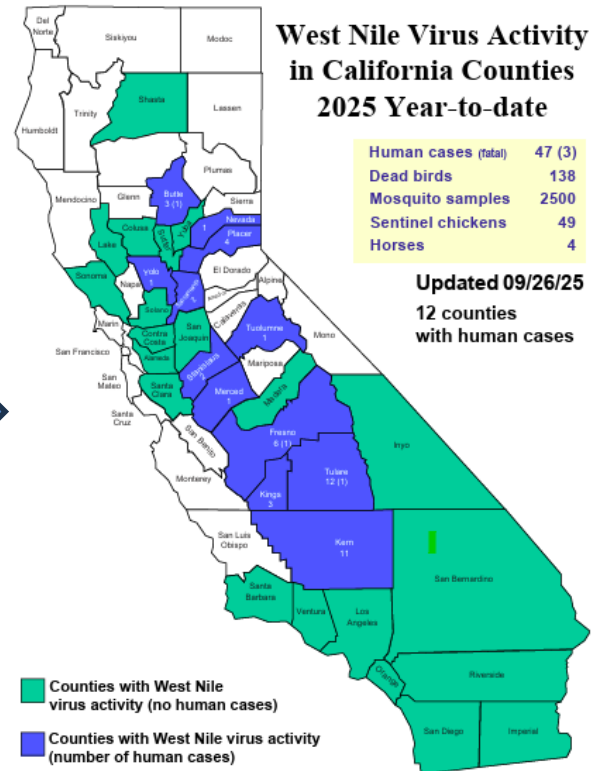 West Nile Virus Activity
in California Counties
2025 Year-to-date
Human cases (fatal) 47 (3)
Dead birds 138
Mosquito samples 2500
Sentinel chickens 49
Horses 4
Updated 09/26/25
12 counties
with human cases
Del
Norte
Siskiyou
Modoc
Humboldt
Trinity
Shasta
Lassen
Plumas
Mendocino
Glenn
Butte
3 (1)
Sierra
Lake
Colusa
Sutter
Yuba
Nevada
1
Placer
4
Sonoma
Napa
Yolo
1
Sacramento
2
El Dorado
Alpine
Solano
Marin
Contra
Costa
San
Joaquin
Calaveras
Tuolumne
1
Mono
San Francisco
Alameda
San
Mateo
Santa
Clara
Stanislaus
2
Mariposa
Santa
Cruz
Merced
1
Madera
San Benito
Fresno
6 (1)
Inyo
Monterey
Kings
3
Tulare
12 (1)
San Luis
Obispo
Kern
11
San Bernardino
Santa
Barbara
Ventura
Los
Angeles
Orange
Riverside
San Diego
Imperial
Counties with West Nile
virus activity (no human cases)
Counties with West Nile virus activity
(number of human cases)